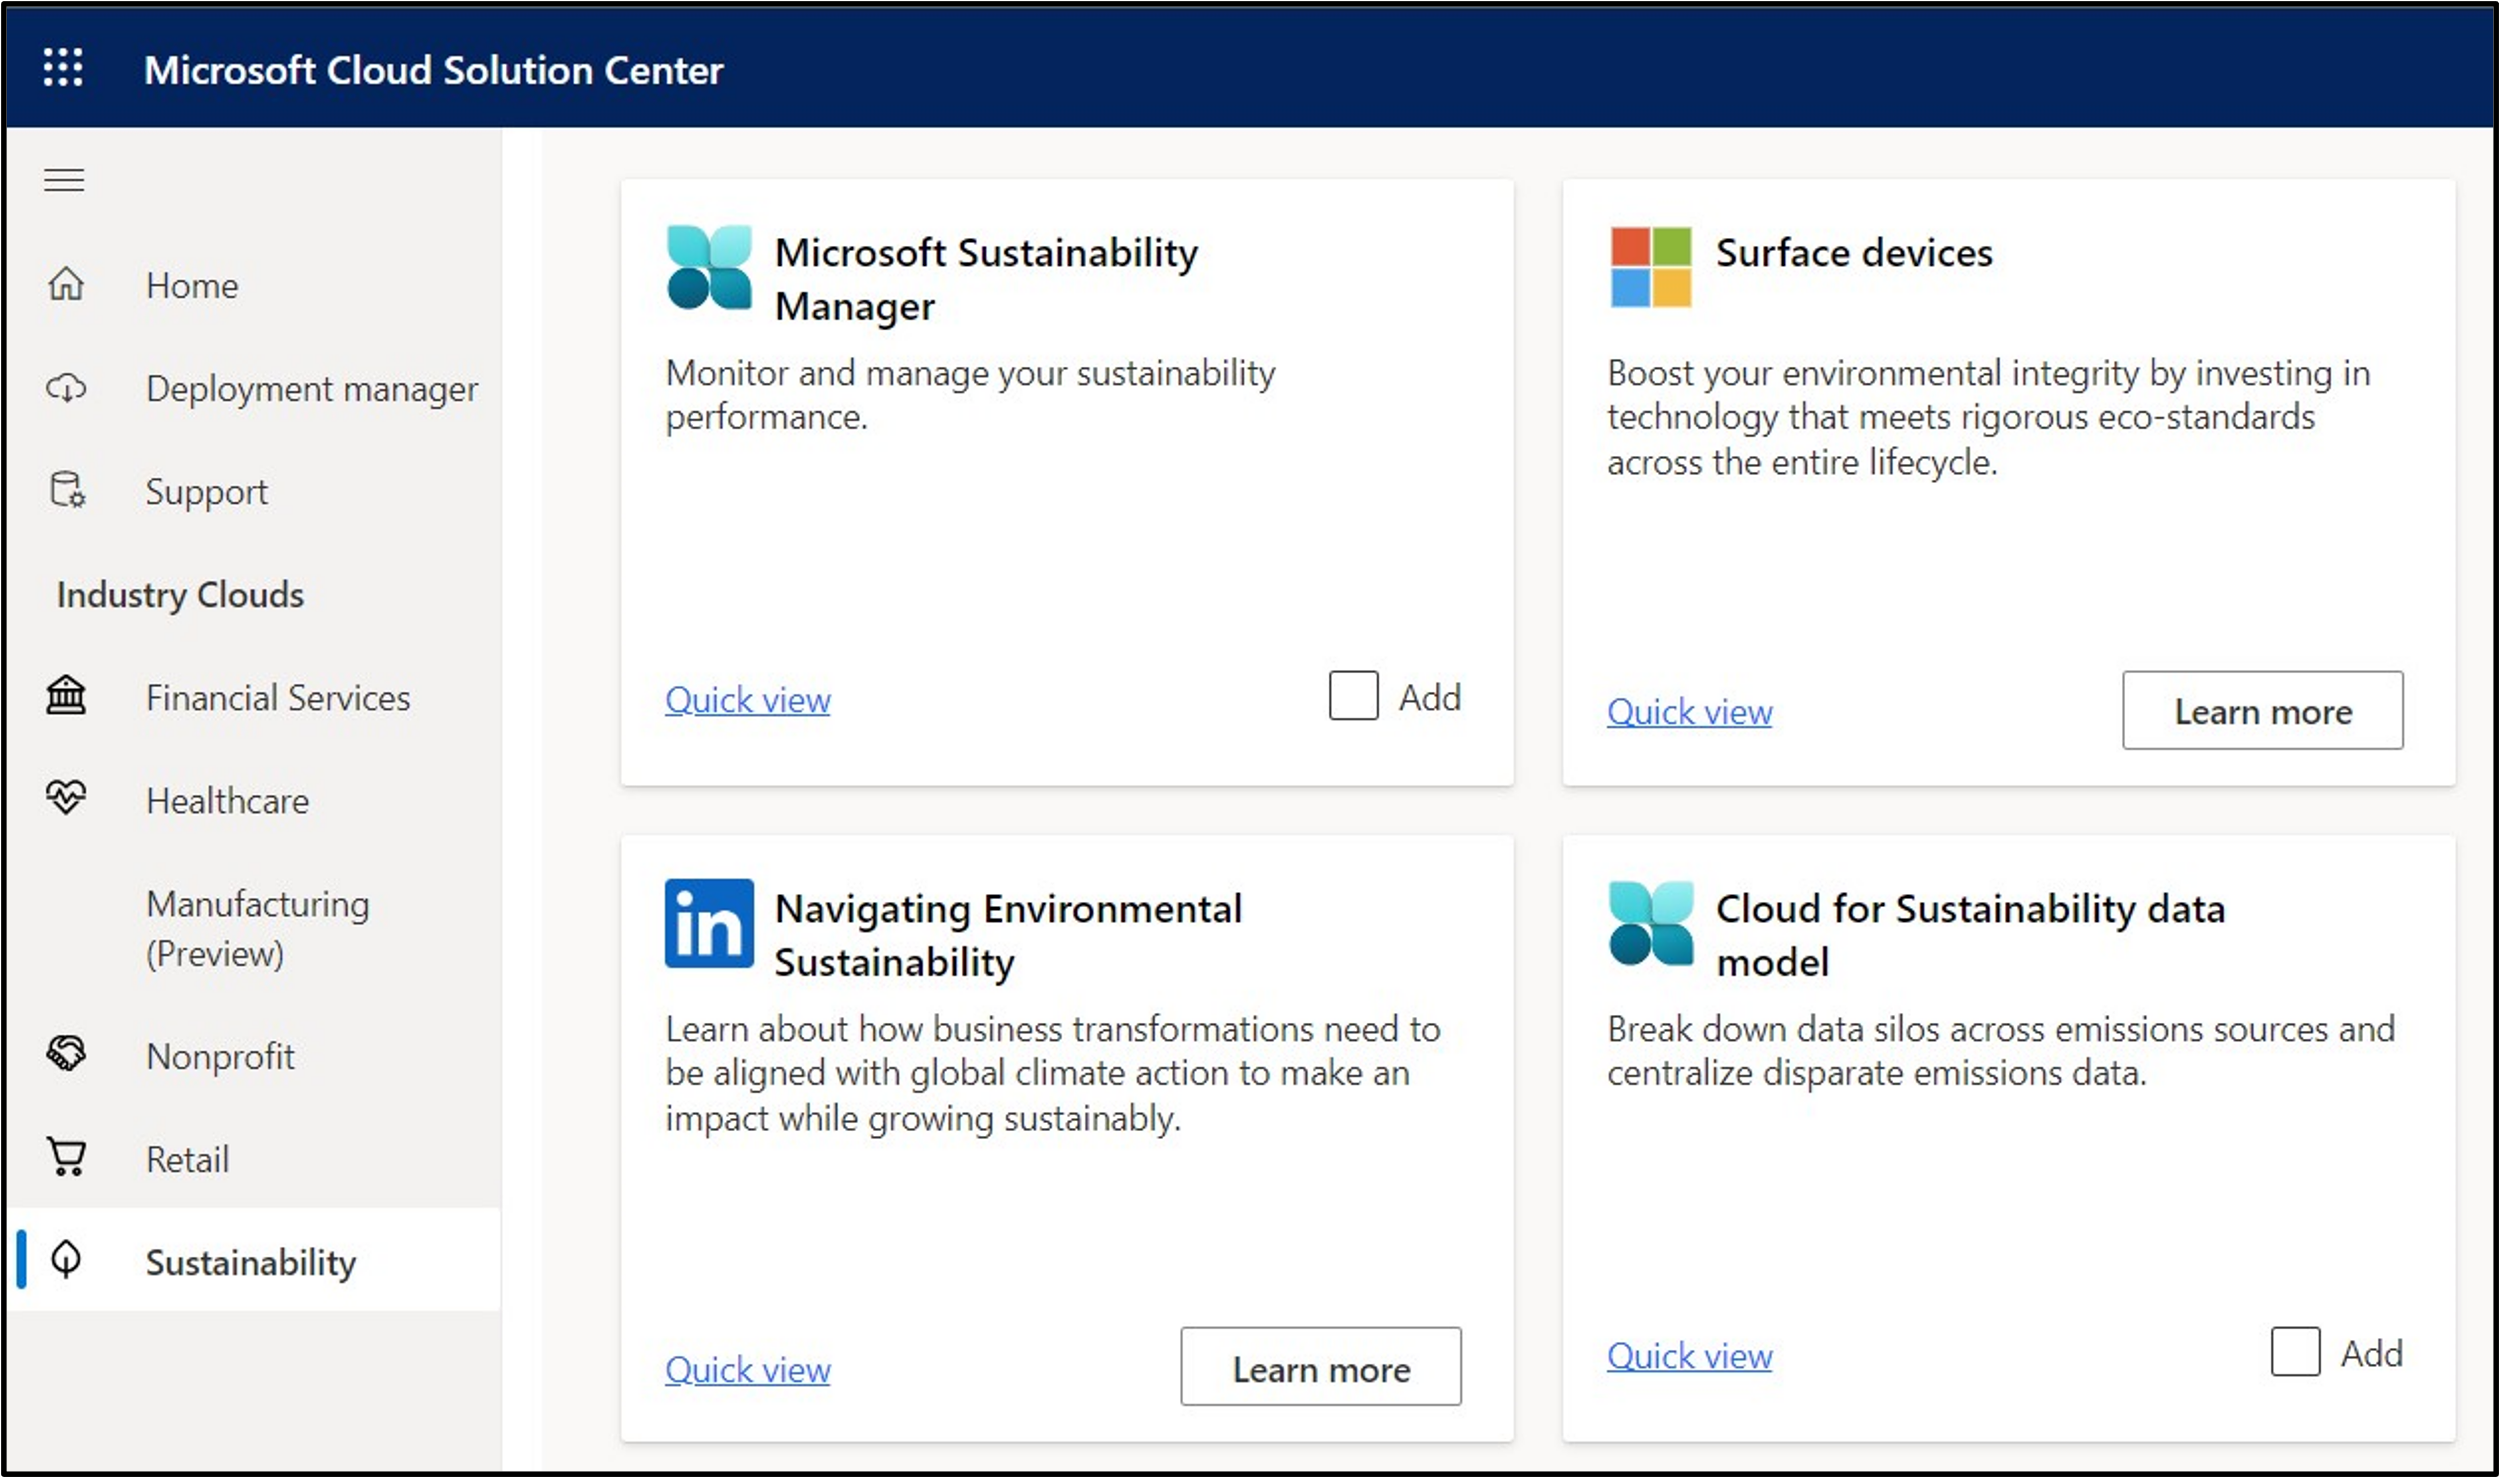 Microsoft Cloud Solution Center
Home
Deployment manager
Support
Industry Clouds
Financial Services
Healthcare
Manufacturing
(Preview)
Nonprofit
Retail
Sustainability
Microsoft Sustainability
Manager
Monitor and manage your sustainability
performance.
Quick view
Add
Surface devices
Boost your environmental integrity by investing in
technology that meets rigorous eco-standards
across the entire lifecycle.
Quick view
Learn more
in
Navigating Environmental
Sustainability
Learn about how business transformations need to
be aligned with global climate action to make an
impact while growing sustainably.
Quick view
Learn more
Cloud for Sustainability data
model
Break down data silos across emissions sources and
centralize disparate emissions data.
Quick view
Add